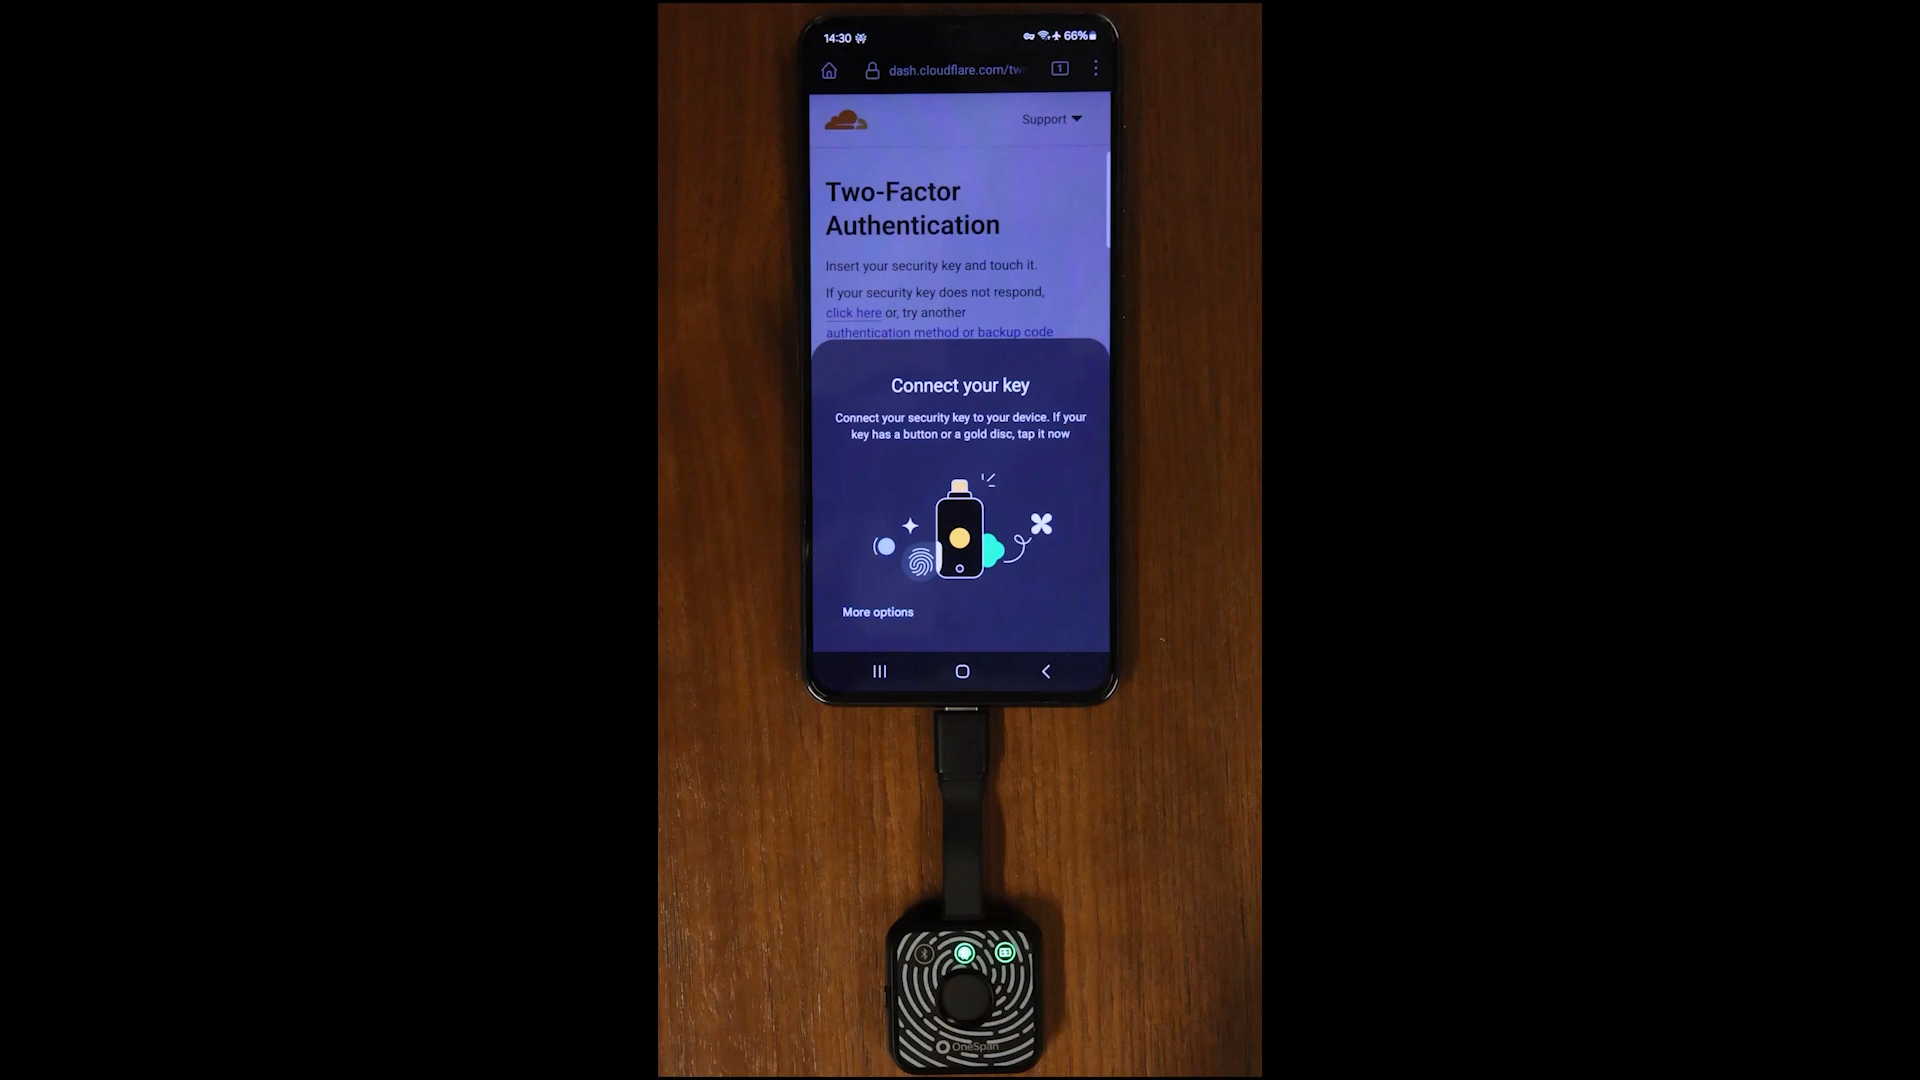 14:30
66%
dash.cloudflare.com/tw
1
Support
Two-Factor
Authentication
Insert your security key and touch it.
If your security key does not respond,
click here or, try another
authentication method or backup code
Connect your key
Connect your security key to your device. If your
key has a button or a gold disc, tap it now
More options
OneSpan